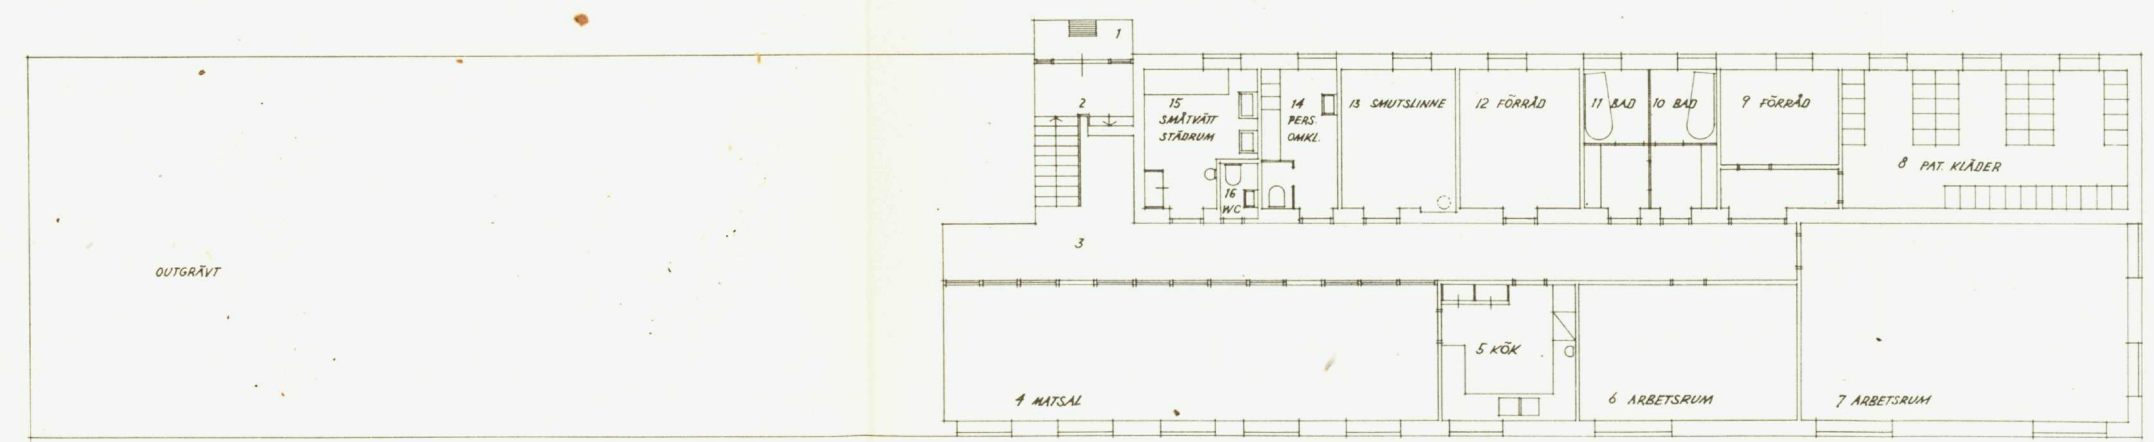 1
2
15
SMÅTVÄTT
STÄDRUM
14
PERS.
OMKL.
13 SMUTSLINNE
12 FÖRRÅD
11 BAD
10 BAD
9 FÖRRÅD
8 PAT. KLÄDER
16
WC
3
OUTGRÄVT
5 KÖK
4 MATSAL
6 ARBETSRUM
7 ARBETSRUM